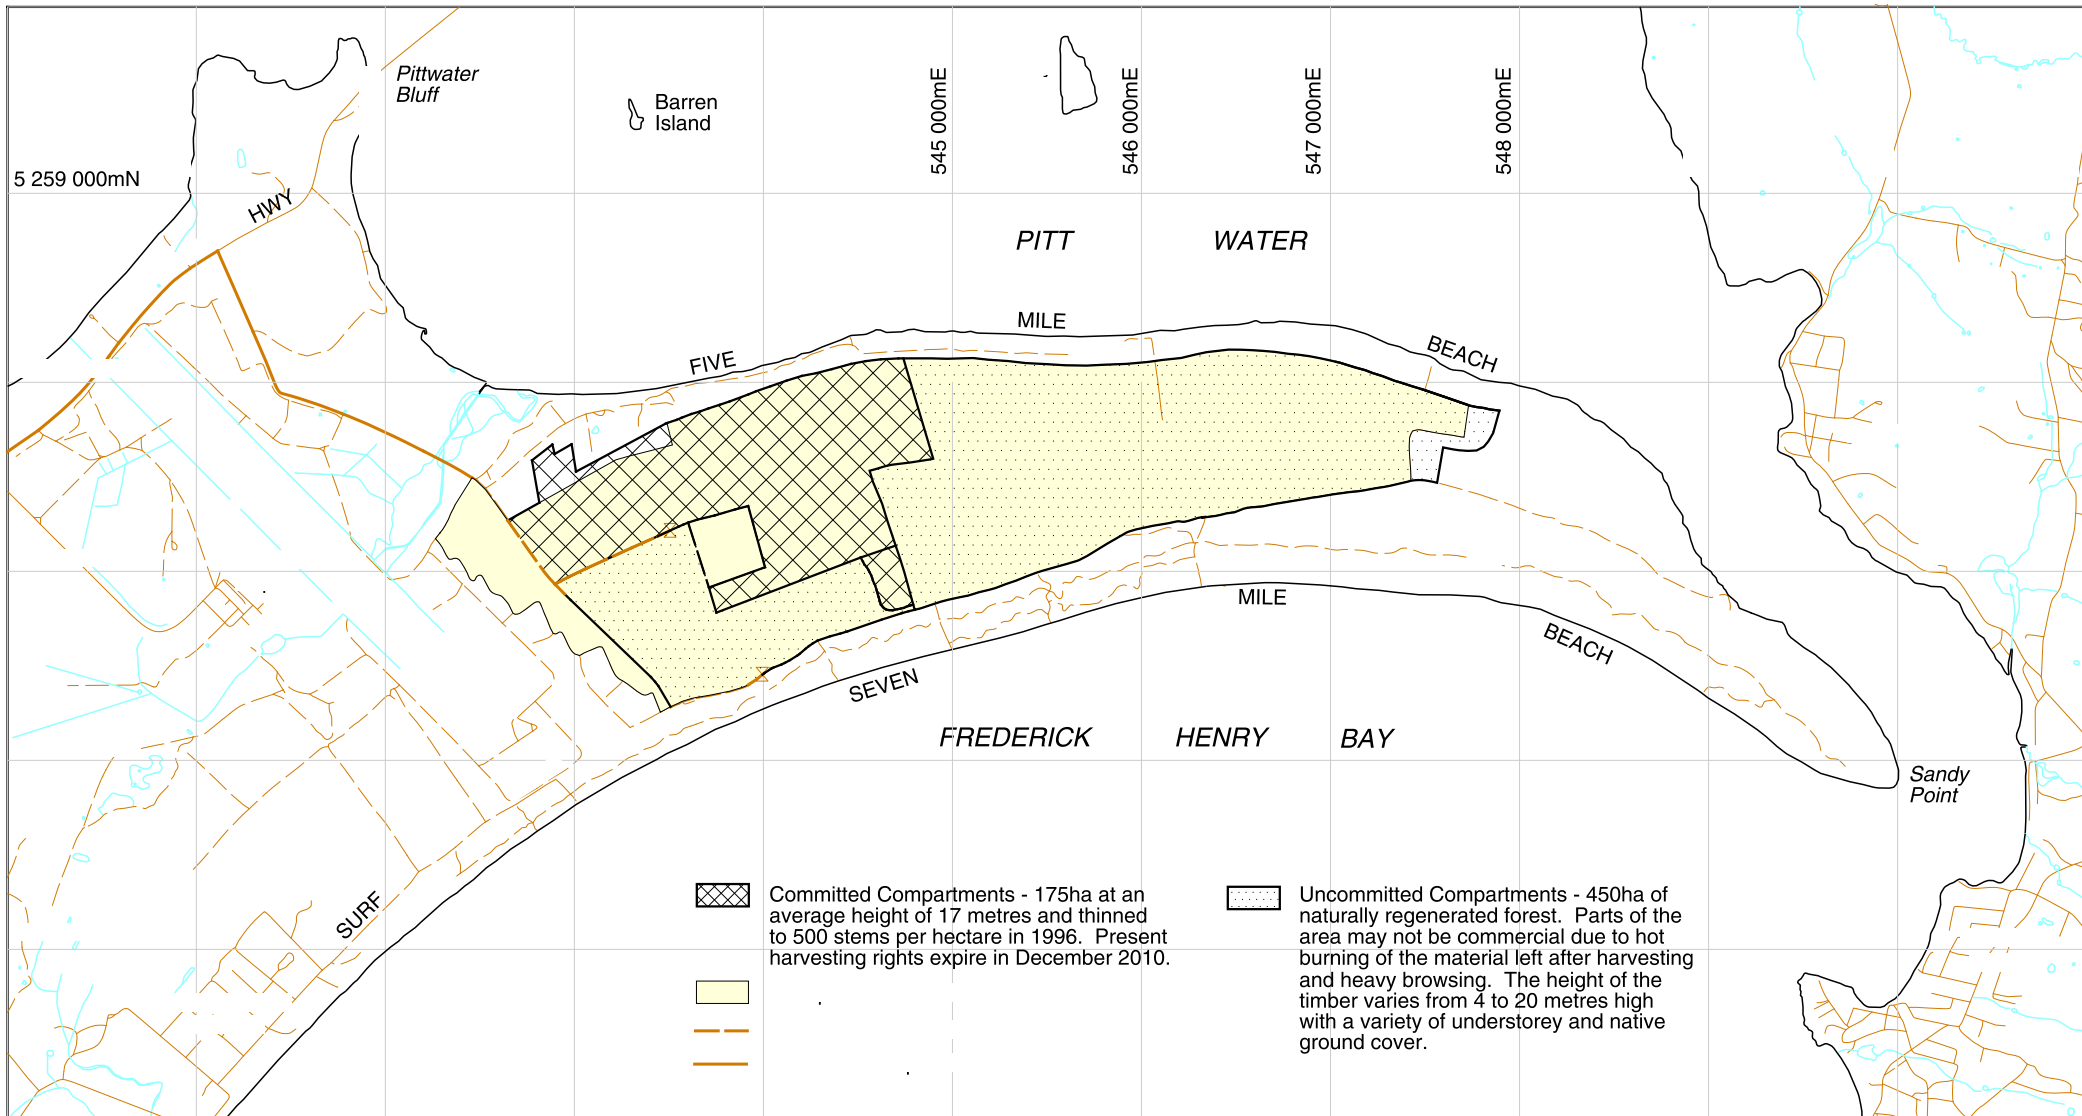 Pittwater
Bluff
Barren
Island
545 000mE
546 000mE
547 000mE
548 000mE
5 259 000mN
HWY
PITT WATER
FIVE MILE BEACH
MILE BEACH
SEVEN
FREDERICK HENRY BAY
Sandy
Point
SURF
Committed Compartments - 175ha at an
average height of 17 metres and thinned
to 500 stems per hectare in 1996. Present
harvesting rights expire in December 2010.
Uncommitted Compartments - 450ha of
naturally regenerated forest. Parts of the
area may not be commercial due to hot
burning of the material left after harvesting
and heavy browsing. The height of the
timber varies from 4 to 20 metres high
with a variety of understorey and native
ground cover.